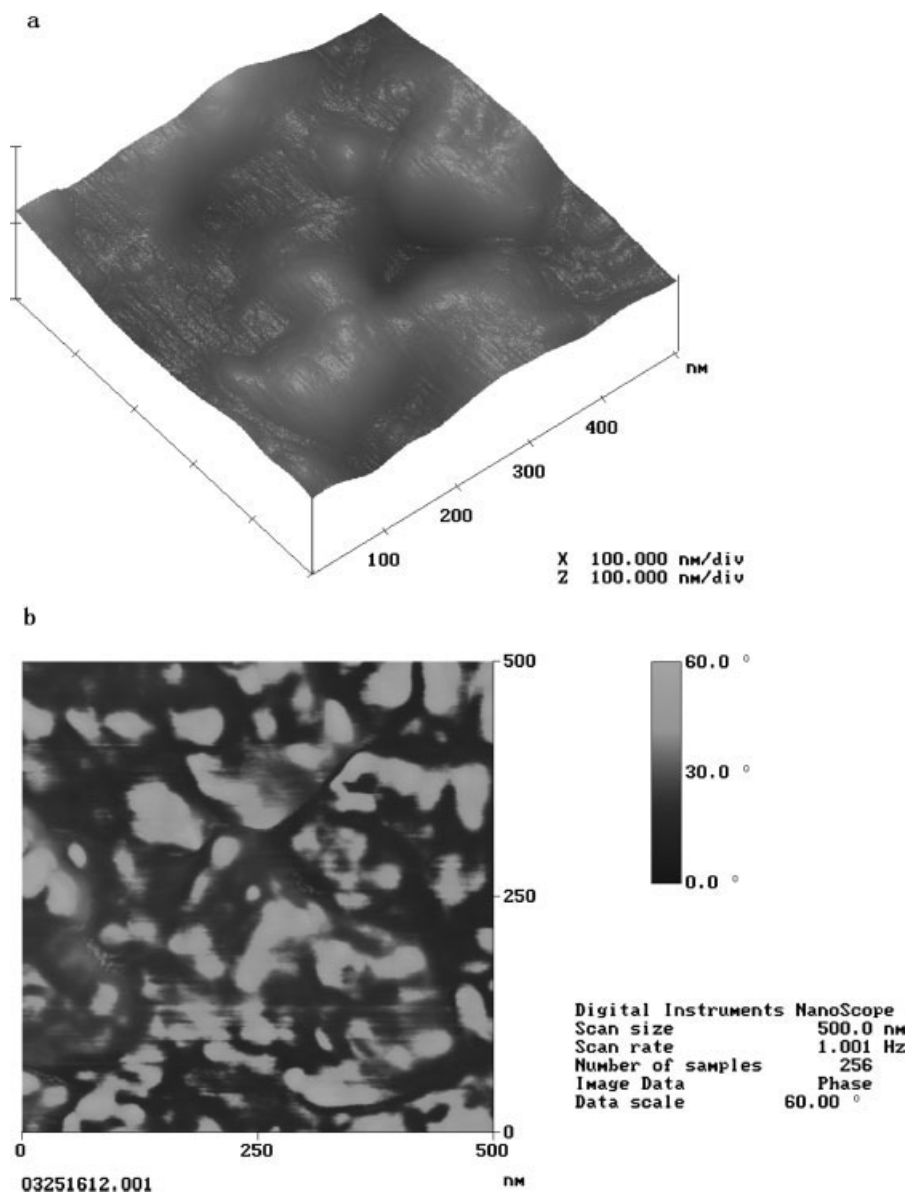 a
nm
400
300
200
100
X 100.000 nm/div
Z 100.000 nm/div
b
500
60.0 °
30.0 °
250
0.0 °
Digital Instruments NanoScope
Scan size 500.0 nm
Scan rate 1.001 Hz
Number of samples 256
Image Data Phase
Data scale 60.00 °
0
0 250 500
03251612.001 nm